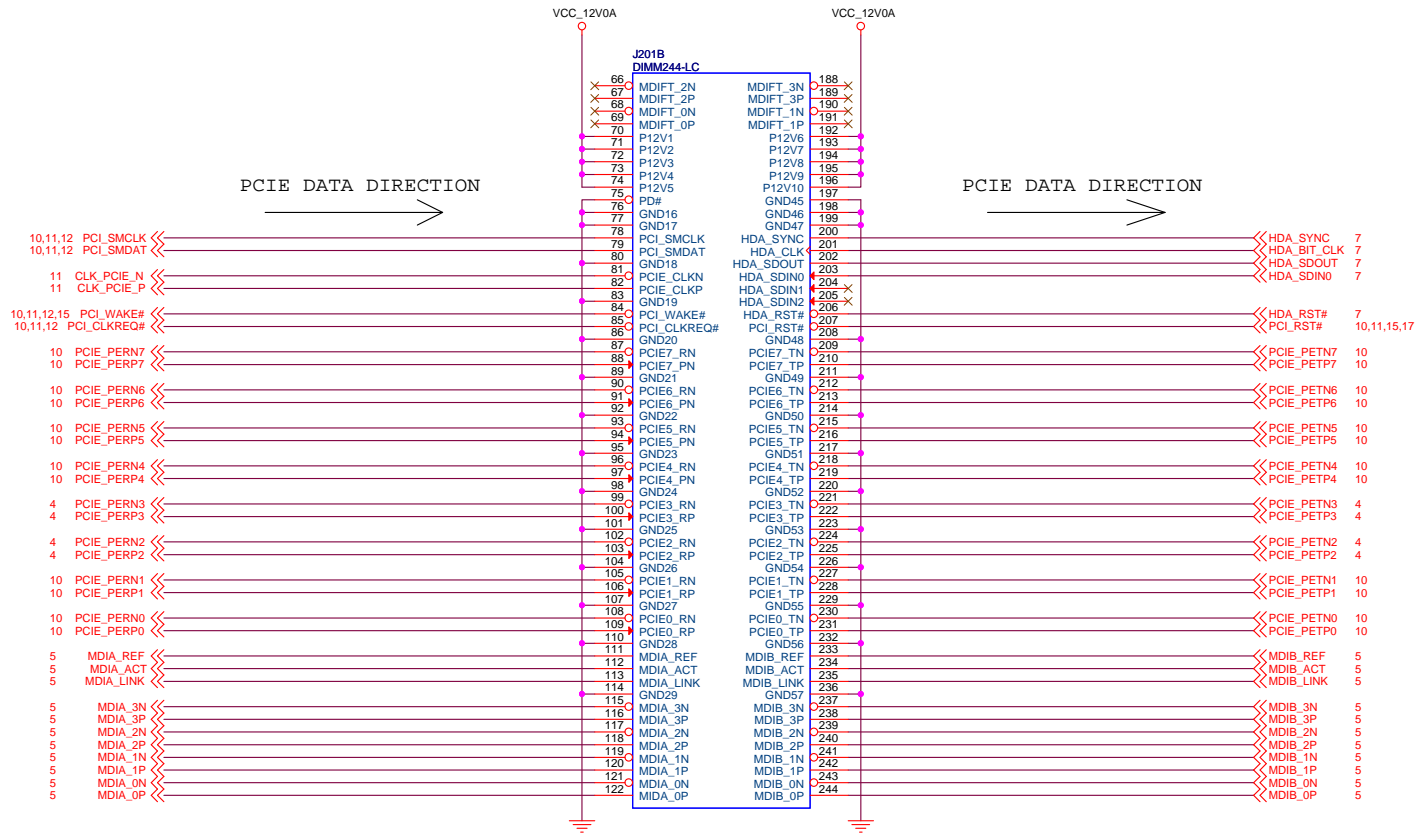 VCC_12V0A VCC_12V0A
J201B
DIMM244-LC
66 MDIFT_2N MDIFT_3N 188
67 MDIFT_2P MDIFT_3P 189
68 MDIFT_0N MDIFT_1N 190
69 MDIFT_0P MDIFT_1P 191
70 P12V1 P12V6 192
71 P12V2 P12V7 193
72 P12V3 P12V8 194
73 P12V4 P12V9 195
74 P12V5 P12V10 196
PCIE DATA DIRECTION PCIE DATA DIRECTION
75 PD# GND45 197
76 GND16 GND46 198
77 GND17 GND47 199
10,11,12 PCI_SMCLK 78 PCI_SMCLK HDA_SYNC 200 HDA_SYNC 7
10,11,12 PCI_SMDAT 79 PCI_SMDAT HDA_CLK 201 HDA_BIT_CLK 7
80 GND18 HDA_SDOUT 202 HDA_SDOUT 7
11 CLK_PCIE_N 81 PCIE_CLKN HDA_SDIN0 203 HDA_SDIN0 7
11 CLK_PCIE_P 82 PCIE_CLKP HDA_SDIN1 204
83 GND19 HDA_SDIN2 205
10,11,12,15 PCI_WAKE# 84 PCI_WAKE# HDA_RST# 206 HDA_RST# 7
10,11,12 PCI_CLKREQ# 85 PCI_CLKREQ# PCI_RST# 207 PCI_RST# 10,11,15,17
86 GND20 GND48 208
10 PCIE_PERN7 87 PCIE7_RN PCIE7_TN 209 PCIE_PETN7 10
10 PCIE_PERP7 88 PCIE7_PN PCIE7_TP 210 PCIE_PETP7 10
89 GND21 GND49 211
10 PCIE_PERN6 90 PCIE6_RN PCIE6_TN 212 PCIE_PETN6 10
10 PCIE_PERP6 91 PCIE6_PN PCIE6_TP 213 PCIE_PETP6 10
92 GND22 GND50 214
10 PCIE_PERN5 93 PCIE5_RN PCIE5_TN 215 PCIE_PETN5 10
10 PCIE_PERP5 94 PCIE5_PN PCIE5_TP 216 PCIE_PETP5 10
95 GND23 GND51 217
10 PCIE_PERN4 96 PCIE4_RN PCIE4_TN 218 PCIE_PETN4 10
10 PCIE_PERP4 97 PCIE4_PN PCIE4_TP 219 PCIE_PETP4 10
98 GND24 GND52 220
4 PCIE_PERN3 99 PCIE3_RN PCIE3_TN 221 PCIE_PETN3 4
4 PCIE_PERP3 100 PCIE3_RP PCIE3_TP 222 PCIE_PETP3 4
101 GND25 GND53 223
4 PCIE_PERN2 102 PCIE2_RN PCIE2_TN 224 PCIE_PETN2 4
4 PCIE_PERP2 103 PCIE2_RP PCIE2_TP 225 PCIE_PETP2 4
104 GND26 GND54 226
10 PCIE_PERN1 105 PCIE1_RN PCIE1_TN 227 PCIE_PETN1 10
10 PCIE_PERP1 106 PCIE1_RP PCIE1_TP 228 PCIE_PETP1 10
107 GND27 GND55 229
10 PCIE_PERN0 108 PCIE0_RN PCIE0_TN 230 PCIE_PETN0 10
10 PCIE_PERP0 109 PCIE0_RP PCIE0_TP 231 PCIE_PETP0 10
110 GND28 GND56 232
5 MDIA_REF 111 MDIA_REF MDIB_REF 233 MDIB_REF 5
5 MDIA_ACT 112 MDIA_ACT MDIB_ACT 234 MDIB_ACT 5
5 MDIA_LINK 113 MDIA_LINK MDIB_LINK 235 MDIB_LINK 5
114 GND29 GND57 236
5 MDIA_3N 115 MDIA_3N MDIB_3N 237 MDIB_3N 5
5 MDIA_3P 116 MDIA_3P MDIB_3P 238 MDIB_3P 5
5 MDIA_2N 117 MDIA_2N MDIB_2N 239 MDIB_2N 5
5 MDIA_2P 118 MDIA_2P MDIB_2P 240 MDIB_2P 5
5 MDIA_1N 119 MDIA_1N MDIB_1N 241 MDIB_1N 5
5 MDIA_1P 120 MDIA_1P MDIB_1P 242 MDIB_1P 5
5 MDIA_0N 121 MDIA_0N MDIB_0N 243 MDIB_0N 5
5 MDIA_0P 122 MIDA_0P MDIB_0P 244 MDIB_0P 5